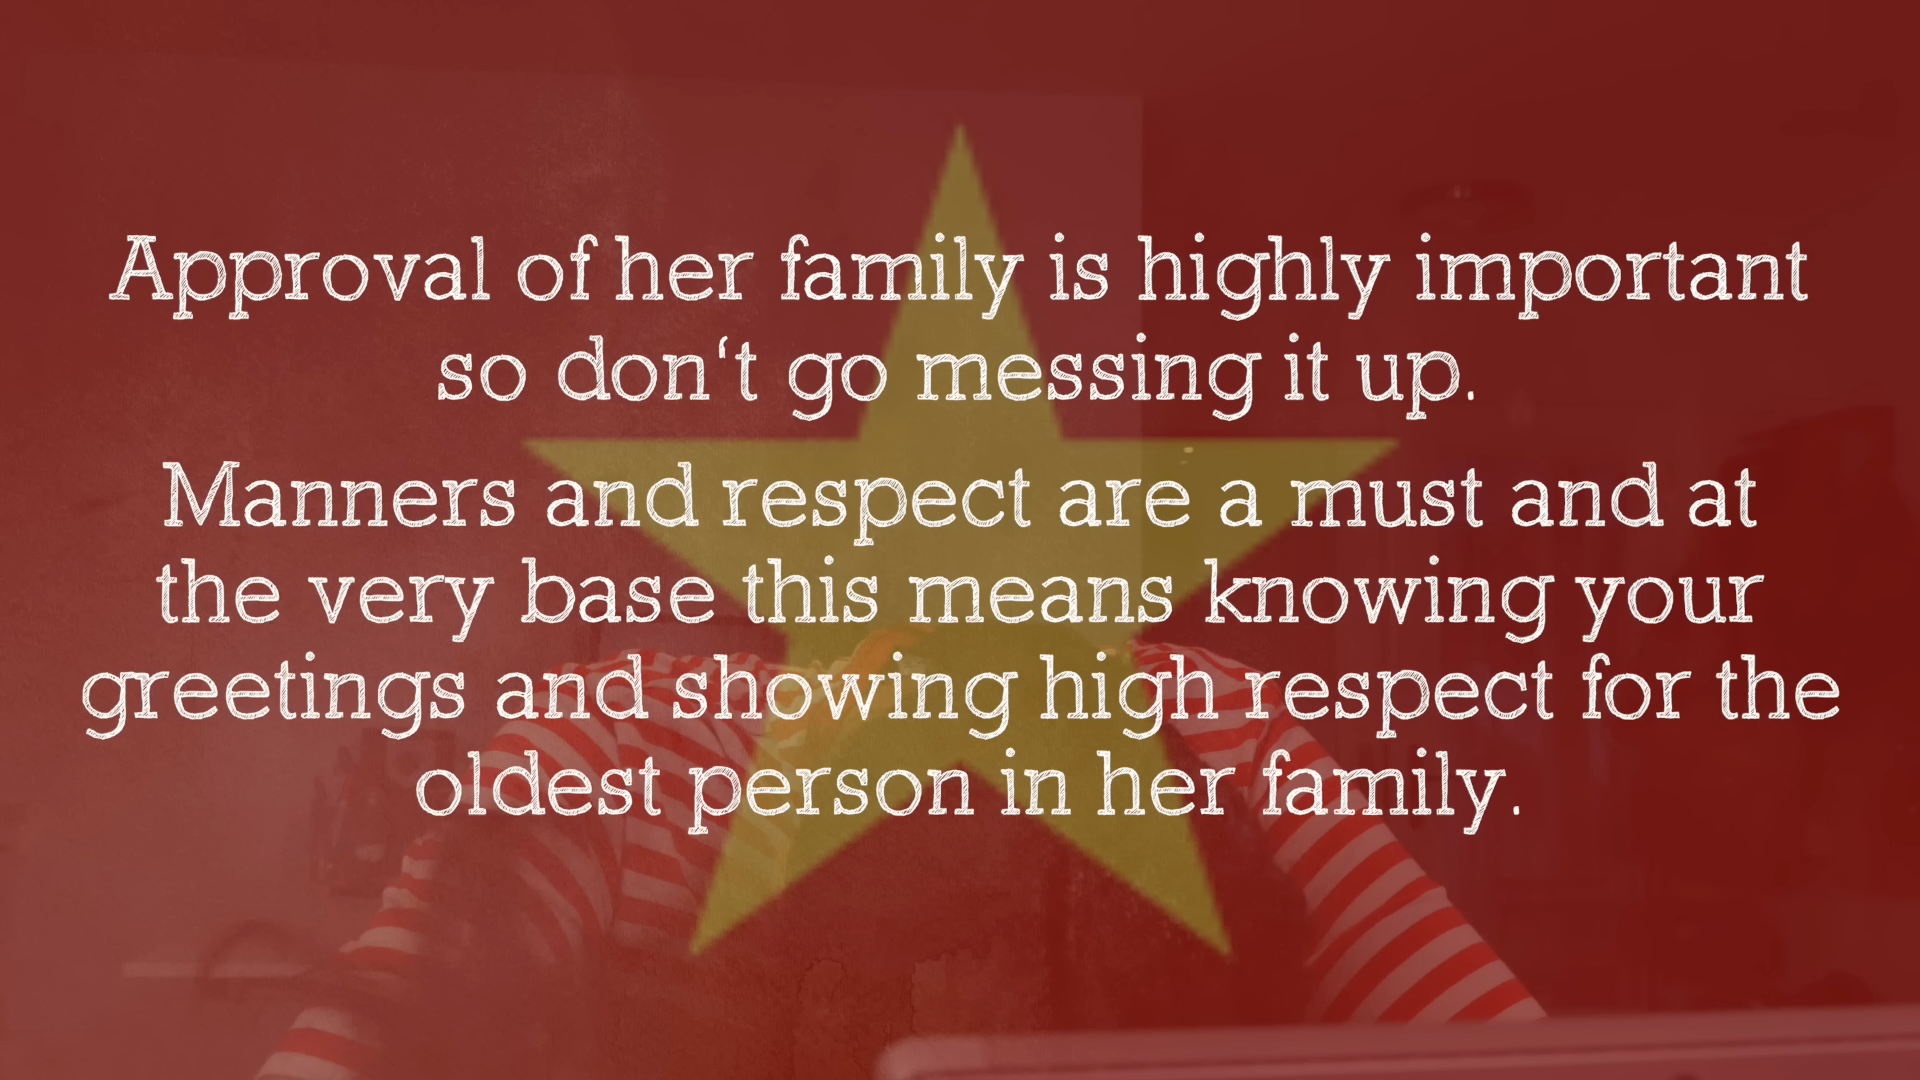 Approval of her family is highly important
so don‘t go messing it up.
Manners and respect are a must and at
the very base this means knowing your
greetings and showing high respect for the
oldest person in her family.